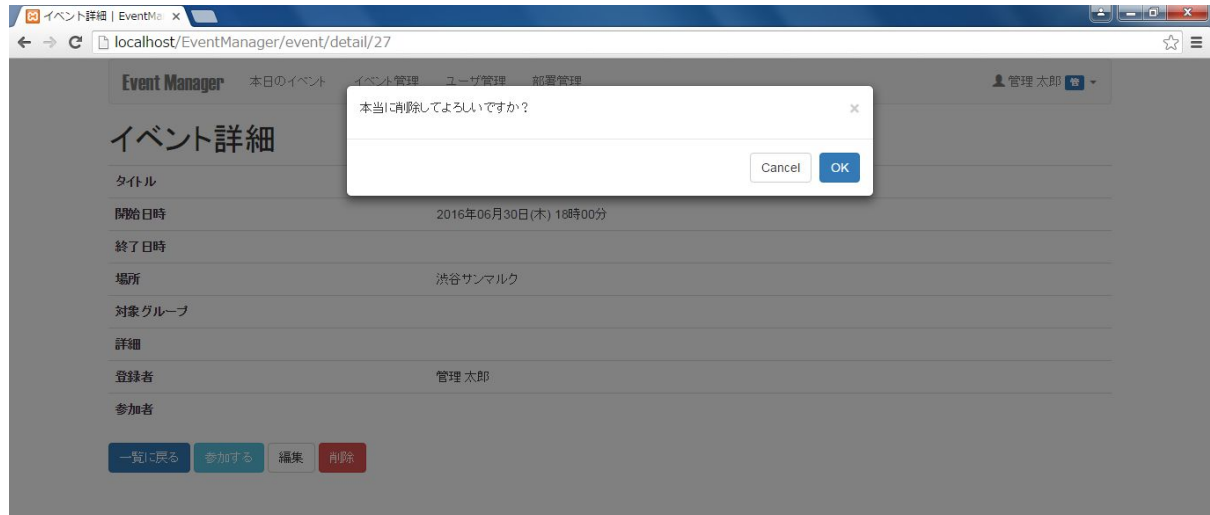 イベント詳細 | EventMa
localhost/EventManager/event/detail/27
Event Manager 本日のイベント イベント管理 ユーザ管理 部署管理 管理 太郎 管
本当に削除してよろしいですか? ×
Cancel OK
イベント詳細
タイトル
開始日時 2016年06月30日(木) 18時00分
終了日時
場所 渋谷サンマルク
対象グループ
詳細
登録者 管理 太郎
参加者
一覧に戻る 参加する 編集 削除